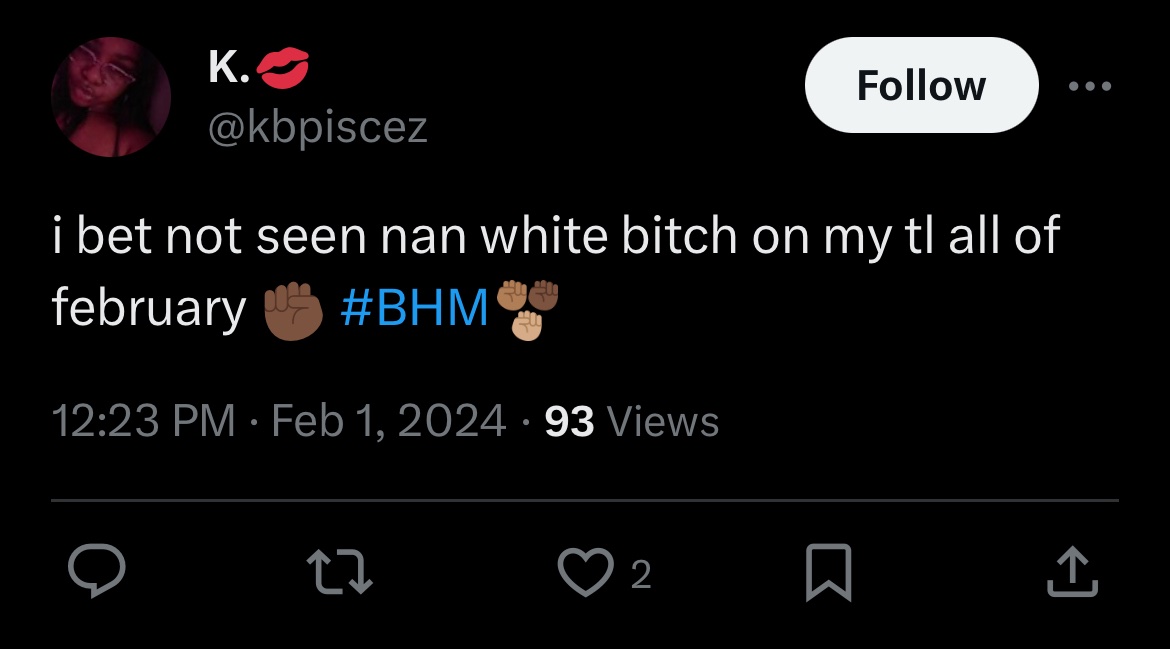 K.💋
@kbpiscez
Follow
i bet not seen nan white bitch on my tl all of
february ✊🏾 #BHM✊🏽✊🏾✊🏼
12:23 PM · Feb 1, 2024 · 93 Views
2